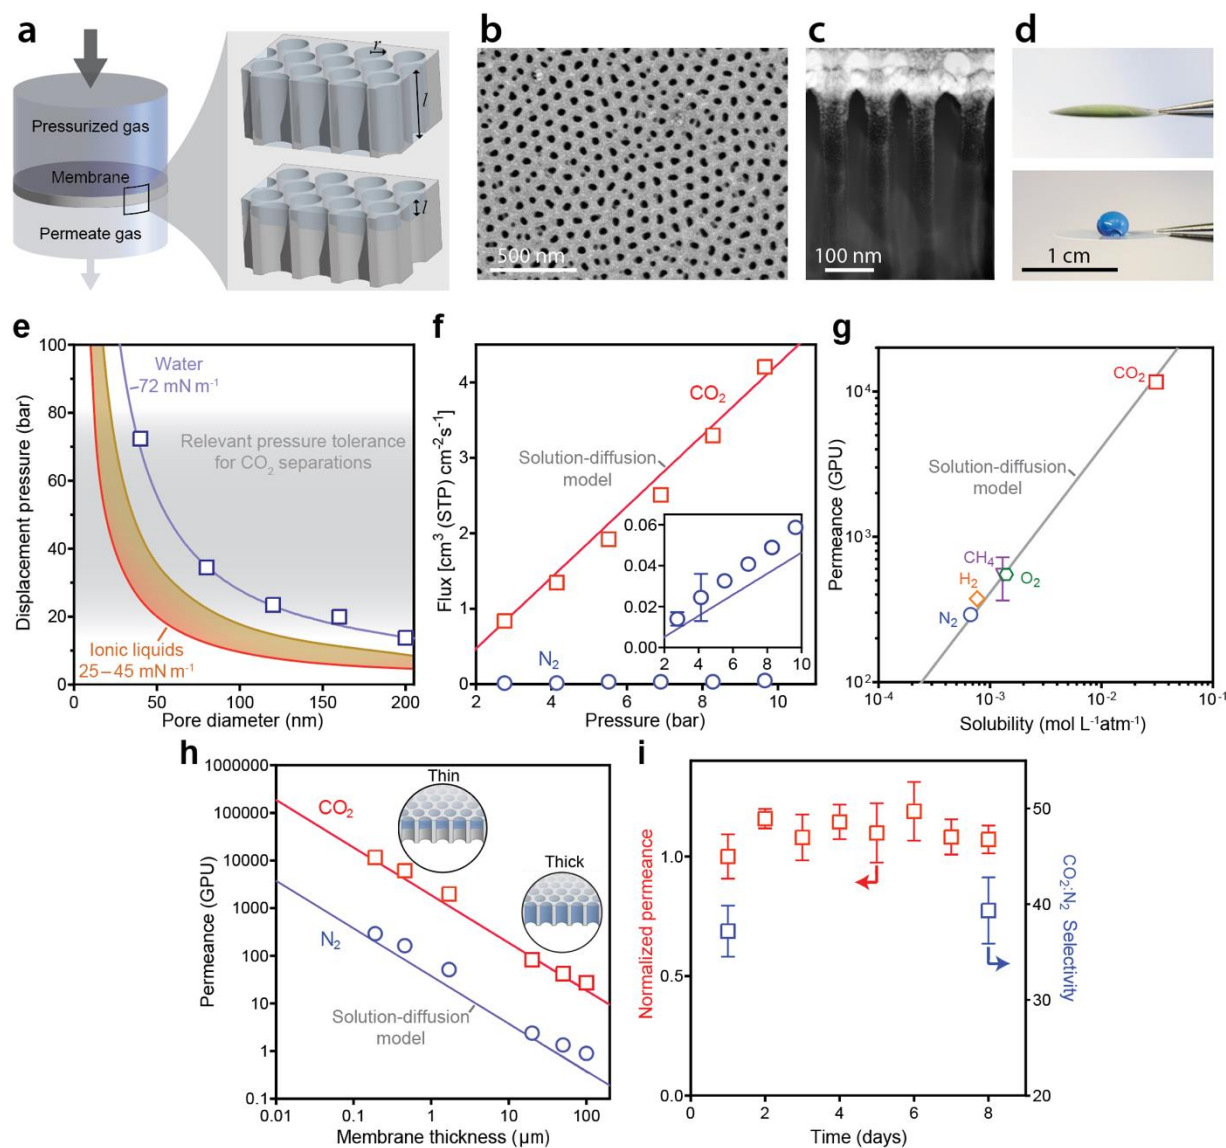 a
Pressurized gas
Membrane
Permeate gas
r
l
l
b
500 nm
c
100 nm
d
1 cm
e
Displacement pressure (bar)
100
80
60
40
20
0
Water
72 mN m⁻¹
Relevant pressure tolerance
for CO₂ separations
Ionic liquids
25–45 mN m⁻¹
0
50
100
150
200
Pore diameter (nm)
f
Flux [cm³ (STP) cm⁻²s⁻¹]
4
3
2
1
0
CO₂
Solution-diffusion
model
0.06
0.04
0.02
0.00
2
4
6
8
10
N₂
2
4
6
8
10
Pressure (bar)
g
Permeance (GPU)
10⁴
10³
10²
CO₂
Solution-diffusion
model
CH₄
H₂
O₂
N₂
10⁻⁴
10⁻³
10⁻²
10⁻¹
Solubility (mol L⁻¹atm⁻¹)
h
Permeance (GPU)
1000000
100000
10000
1000
100
10
1
0.1
CO₂
Thin
Thick
N₂
Solution-diffusion
model
0.01
0.1
1
10
100
Membrane thickness (µm)
i
Normalized permeance
1.0
0.5
0.0
50
40
30
20
CO₂:N₂ Selectivity
0
2
4
6
8
Time (days)